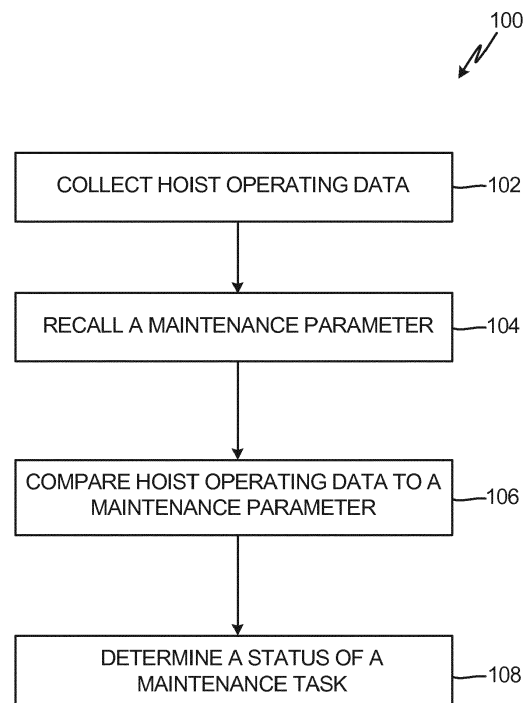 100
COLLECT HOIST OPERATING DATA
102
RECALL A MAINTENANCE PARAMETER
104
COMPARE HOIST OPERATING DATA TO A
MAINTENANCE PARAMETER
106
DETERMINE A STATUS OF A
MAINTENANCE TASK
108